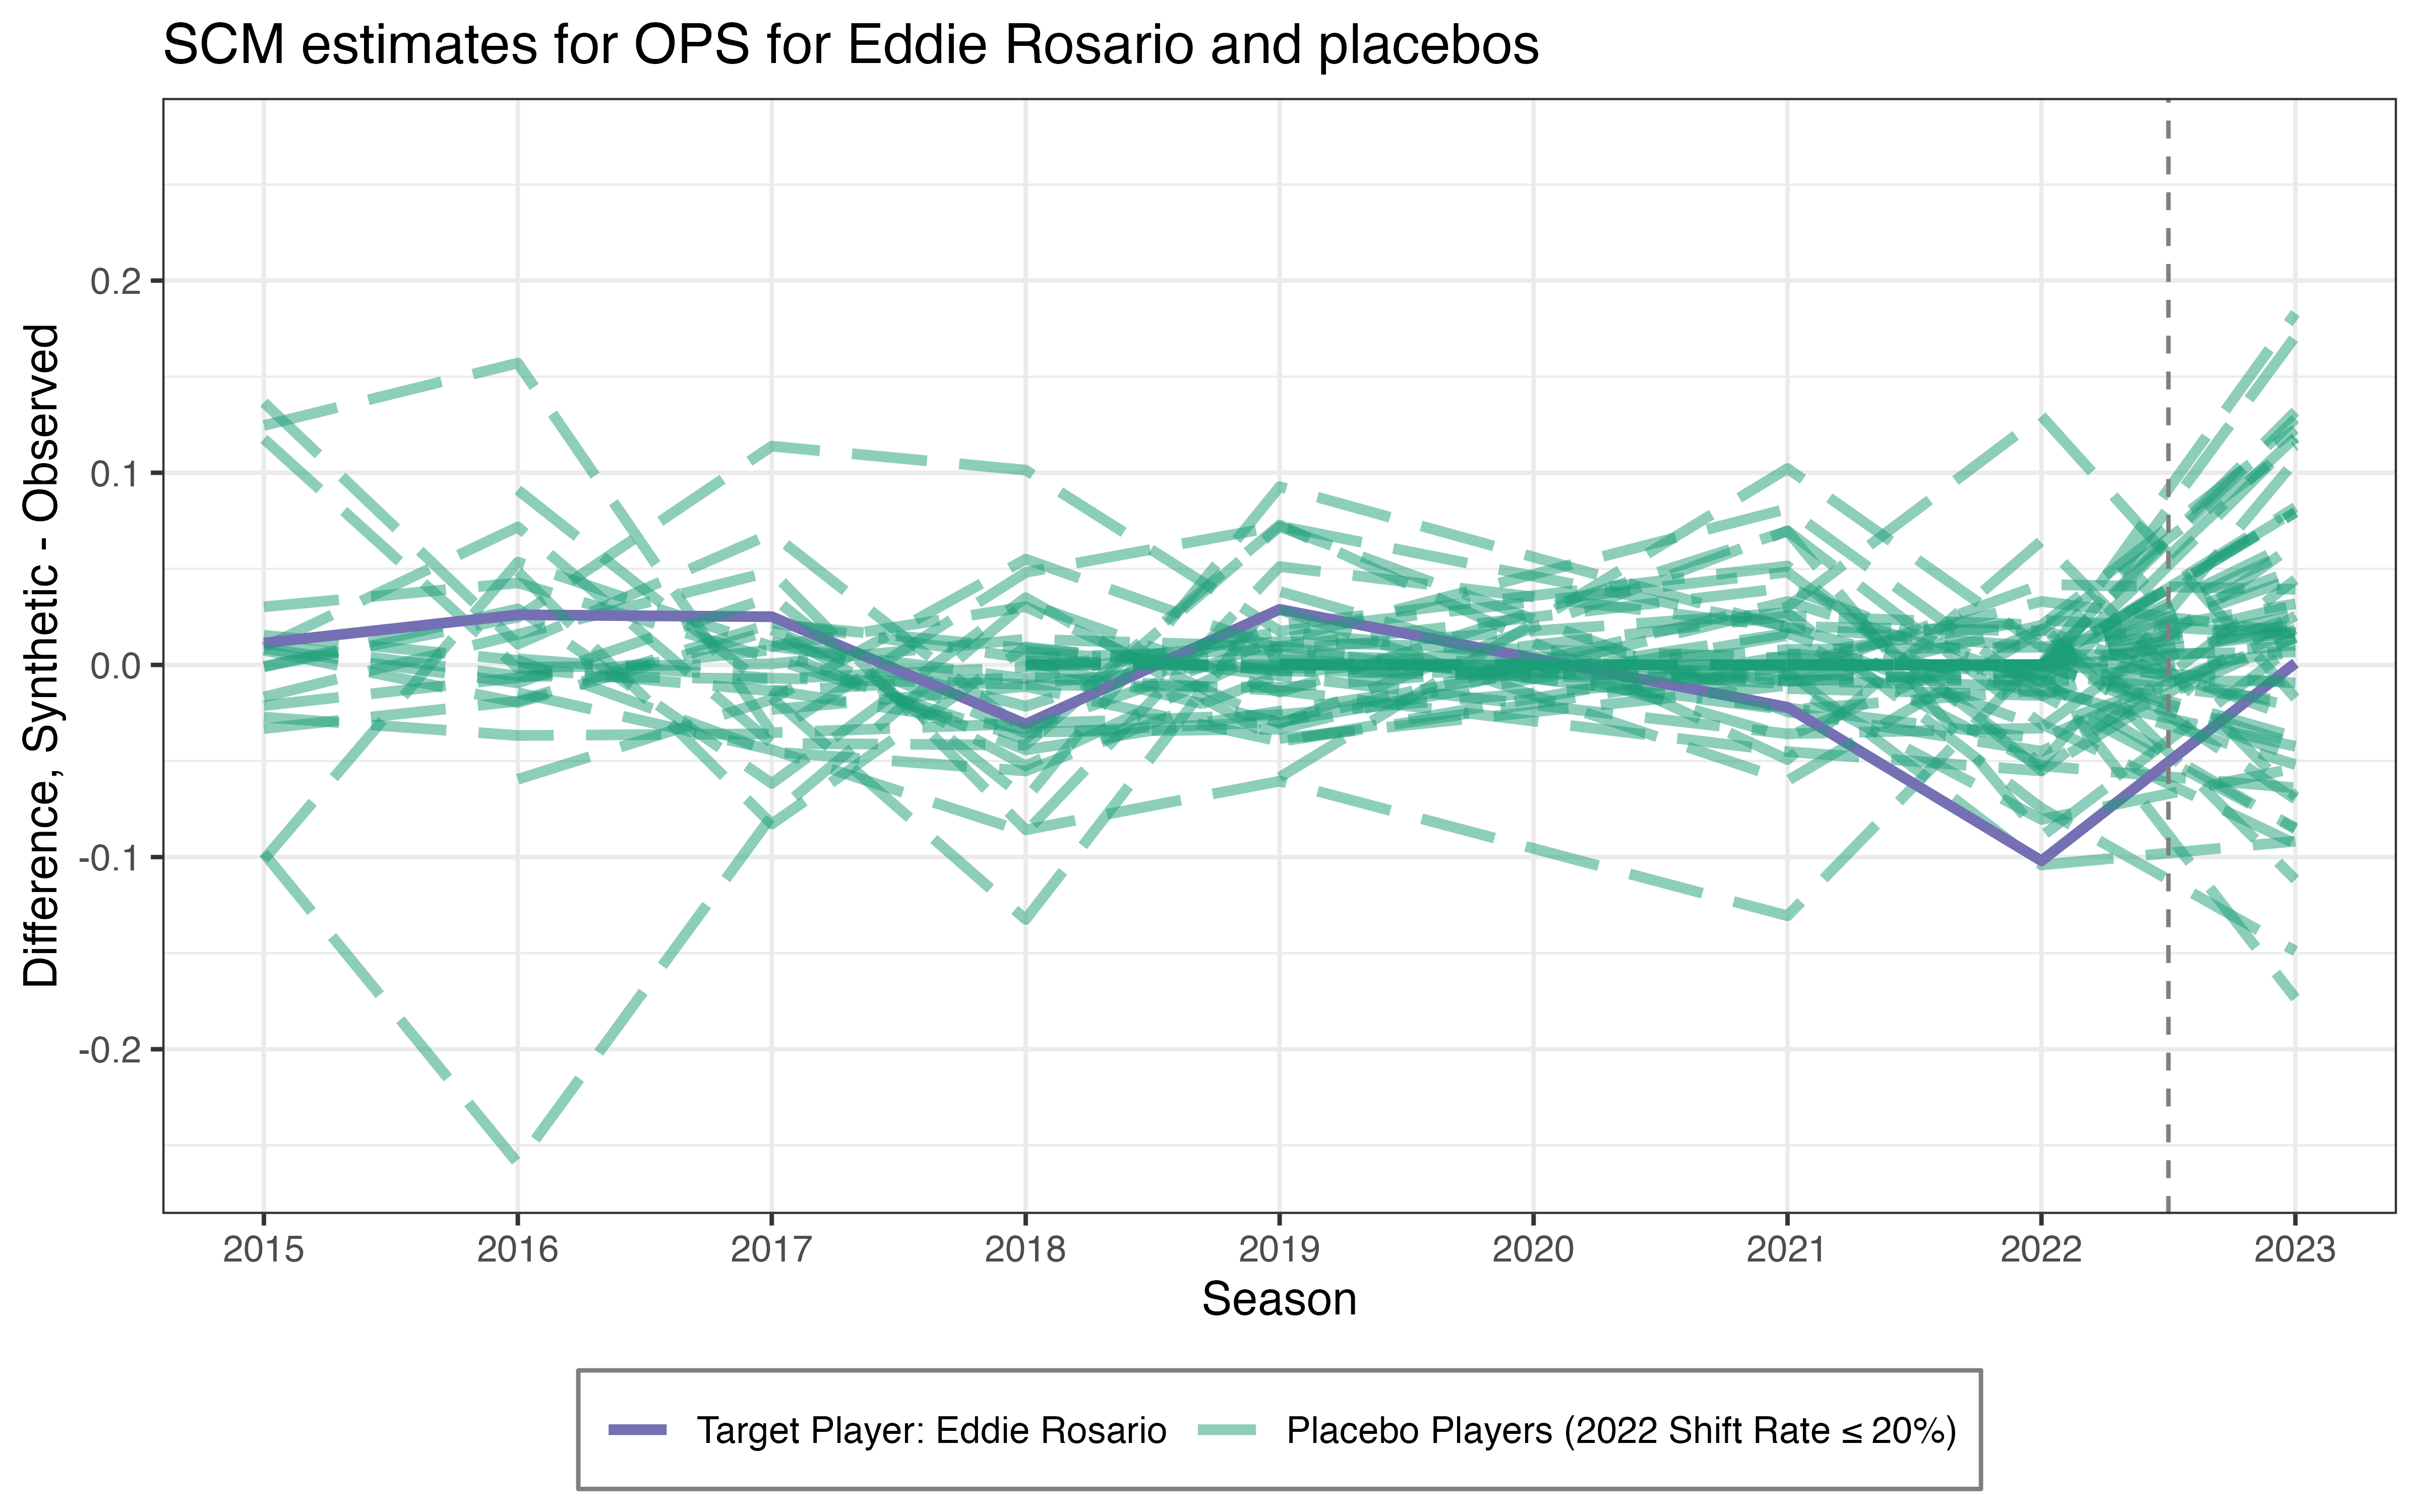 SCM estimates for OPS for Eddie Rosario and placebos
Difference, Synthetic - Observed
0.2
0.1
0.0
-0.1
-0.2
2015 2016 2017 2018 2019 2020 2021 2022 2023
Season
Target Player: Eddie Rosario Placebo Players (2022 Shift Rate ≤ 20%)